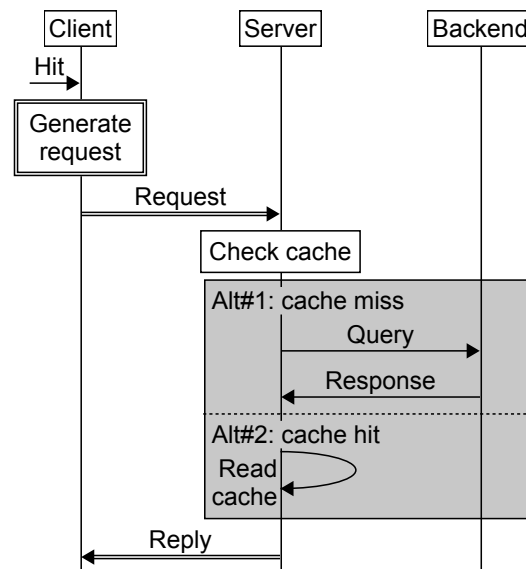 Client Server Backend
Hit
Generate
request
Request
Check cache
Alt#1: cache miss
Query
Response
Alt#2: cache hit
Read
cache
Reply